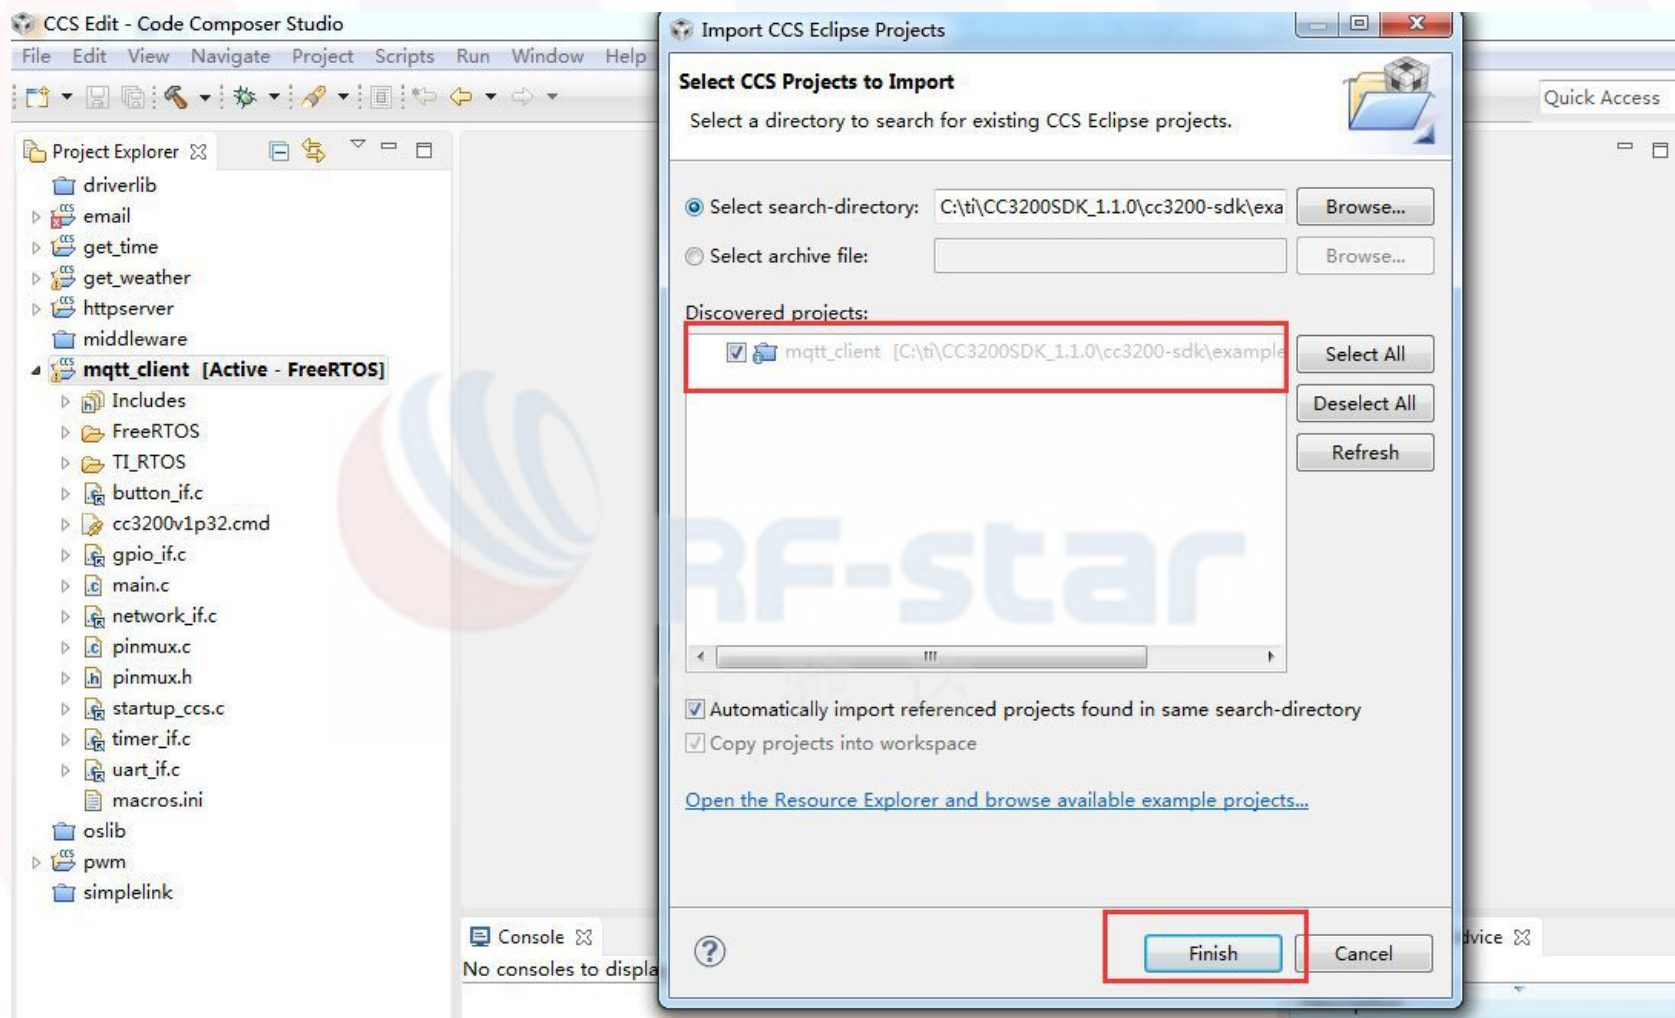 CCS Edit - Code Composer Studio
File Edit View Navigate Project Scripts Run Window Help
Quick Access
Project Explorer
driverlib
email
get_time
get_weather
httpserver
middleware
mqtt_client [Active - FreeRTOS]
Includes
FreeRTOS
TI_RTOS
button_if.c
cc3200v1p32.cmd
gpio_if.c
main.c
network_if.c
pinmux.c
pinmux.h
startup_ccs.c
timer_if.c
uart_if.c
macros.ini
oslib
pwm
simplelink
Console
No consoles to displa
dvice
Import CCS Eclipse Projects
Select CCS Projects to Import
Select a directory to search for existing CCS Eclipse projects.
Select search-directory: C:\ti\CC3200SDK_1.1.0\cc3200-sdk\exa Browse...
Select archive file: Browse...
Discovered projects:
mqtt_client [C:\ti\CC3200SDK_1.1.0\cc3200-sdk\example
Select All
Deselect All
Refresh
Automatically import referenced projects found in same search-directory
Copy projects into workspace
Open the Resource Explorer and browse available example projects...
Finish Cancel
RF-star